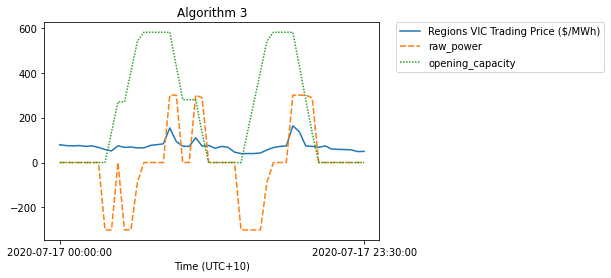 Algorithm 3
Regions VIC Trading Price ($/MWh)
raw_power
opening_capacity
600
400
200
0
−200
2020-07-17 00:00:00
2020-07-17 23:30:00
Time (UTC+10)